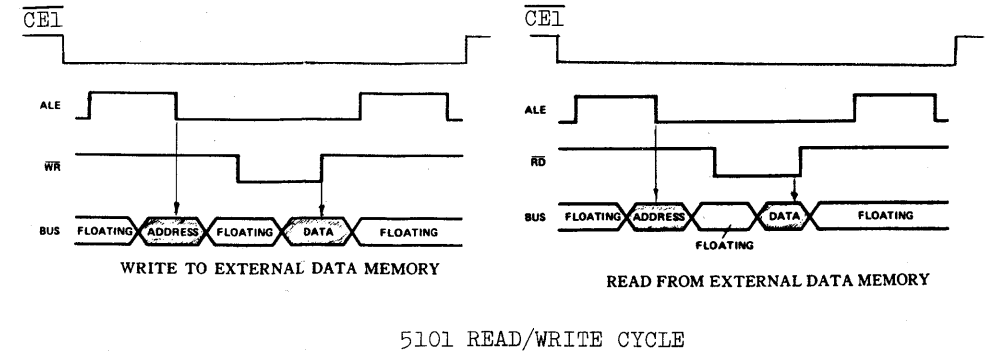 CE1
ALE
WR
BUS FLOATING ADDRESS FLOATING DATA FLOATING
WRITE TO EXTERNAL DATA MEMORY
CE1
ALE
RD
BUS FLOATING ADDRESS DATA FLOATING
FLOATING
READ FROM EXTERNAL DATA MEMORY
5101 READ/WRITE CYCLE